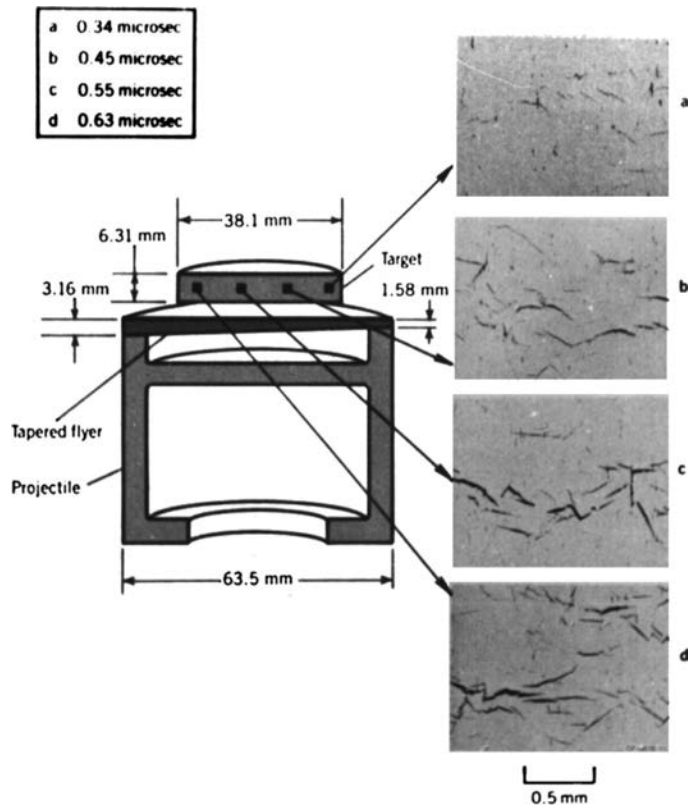 a 0.34 microsec
b 0.45 microsec
c 0.55 microsec
d 0.63 microsec
a
38.1 mm
6.31 mm
Target
3.16 mm
1.58 mm
b
Tapered flyer
Projectile
c
63.5 mm
d
0.5 mm